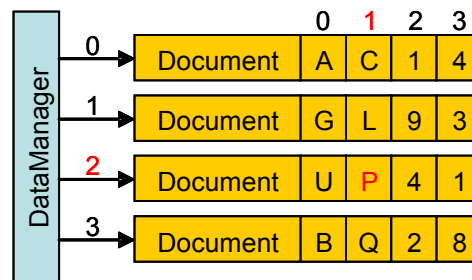 0 1 2 3
DataManager
0 Document A C 1 4
1 Document G L 9 3
2 Document U P 4 1
3 Document B Q 2 8